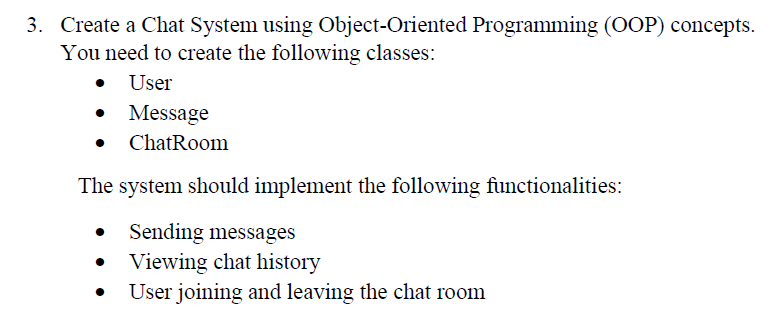 3. Create a Chat System using Object-Oriented Programming (OOP) concepts.
You need to create the following classes:
• User
• Message
• ChatRoom
The system should implement the following functionalities:
• Sending messages
• Viewing chat history
• User joining and leaving the chat room